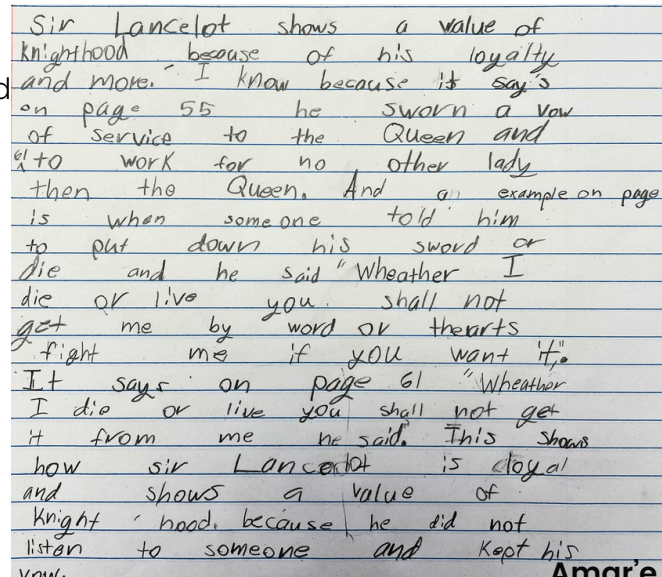 Sir Lancelot shows a value of
Knighthood because of his loyalty
and more. I know because it say's
on page 55 he sworn a vow
of service to the Queen and
to work for no other lady
then the Queen. And an example on page 61
is when someone told him
to put down his sword or
die and he said "Wheather I
die or live you shall not
get me by word or thearts
fight me if you want it,".
It says on page 61 "Wheather
I die or live you shall not get
it from me he said. This shows
how sir Lancelot is loyal
and shows a value of
Knight hood. because he did not
listen to someone and kept his
vow.
Amar'e